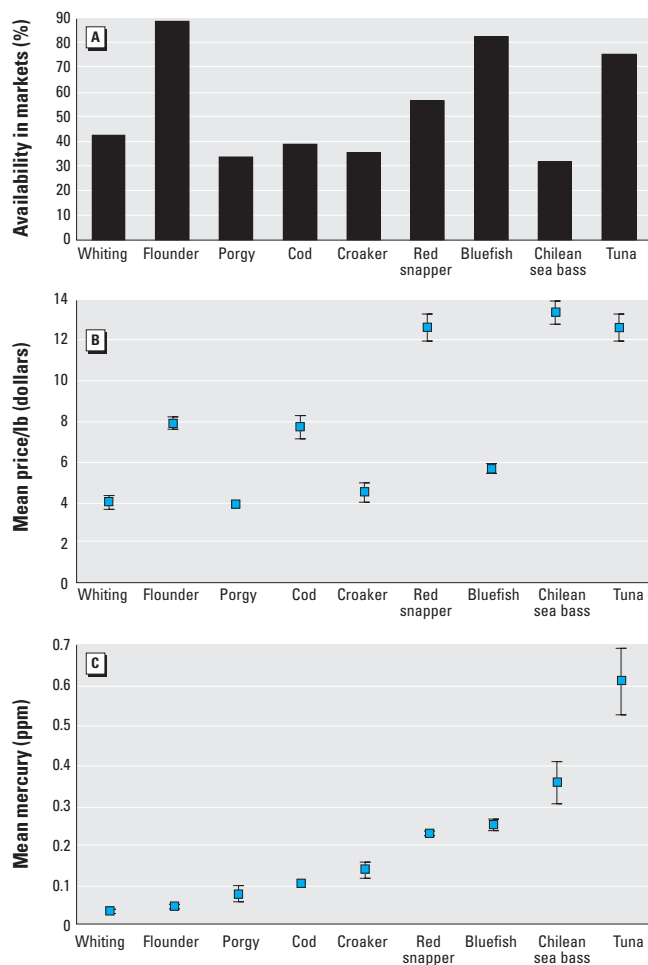 Availability in markets (%)
A
90
80
70
60
50
40
30
20
10
0
Whiting Flounder Porgy Cod Croaker Red snapper Bluefish Chilean sea bass Tuna
Mean price/lb (dollars)
B
14
12
10
8
6
4
2
0
Whiting Flounder Porgy Cod Croaker Red snapper Bluefish Chilean sea bass Tuna
Mean mercury (ppm)
C
0.7
0.6
0.5
0.4
0.3
0.2
0.1
0
Whiting Flounder Porgy Cod Croaker Red snapper Bluefish Chilean sea bass Tuna